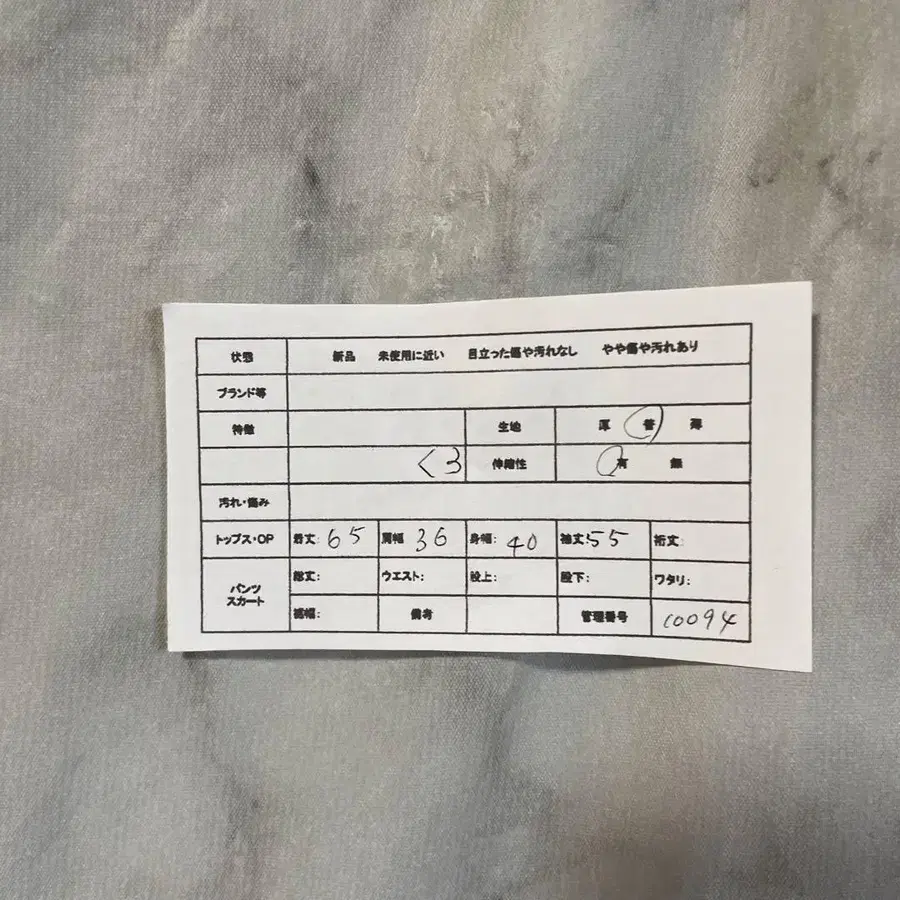 状態 新品 未使用に近い 目立った傷や汚れなし やや傷や汚れあり
ブランド等
特徴 生地 厚 普 薄
<3 伸縮性 有 無
汚れ・傷み
トップス・OP 着丈: 65 肩幅 36 身幅: 40 袖丈: 55 裄丈:
パンツ スカート 総丈: ウエスト: 股上: 股下: ワタリ:
裾幅: 備考 管理番号 10094